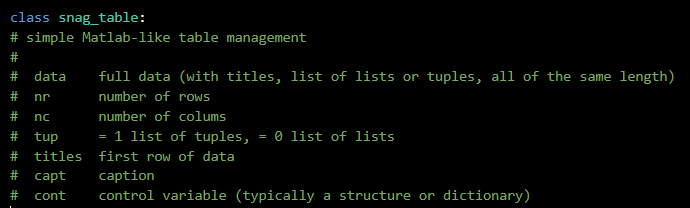 class snag_table:
# simple Matlab-like table management
#
#  data    full data (with titles, list of lists or tuples, all of the same length)
#  nr      number of rows
#  nc      number of colums
#  tup     = 1 list of tuples, = 0 list of lists
#  titles  first row of data
#  capt    caption
#  cont    control variable (typically a structure or dictionary)